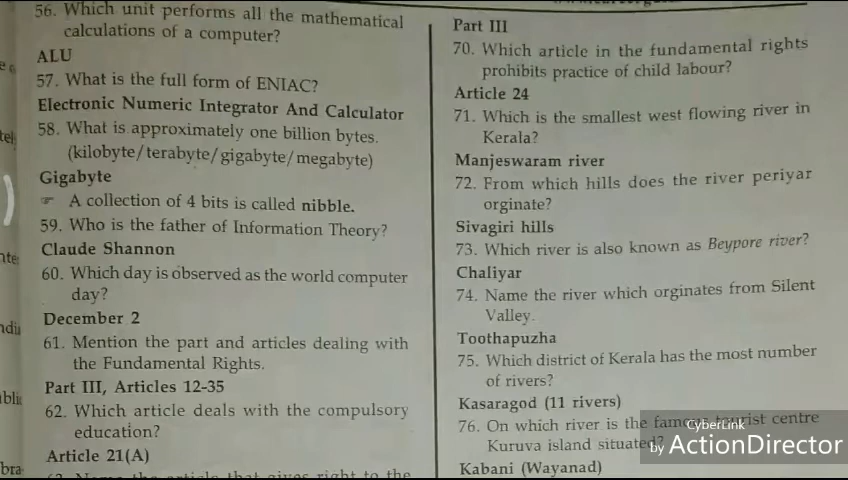 56. Which unit performs all the mathematical
calculations of a computer?
ALU
57. What is the full form of ENIAC?
Electronic Numeric Integrator And Calculator
58. What is approximately one billion bytes.
(kilobyte/terabyte/gigabyte/megabyte)
Gigabyte
☞ A collection of 4 bits is called nibble.
59. Who is the father of Information Theory?
Claude Shannon
60. Which day is observed as the world computer
day?
December 2
61. Mention the part and articles dealing with
the Fundamental Rights.
Part III, Articles 12-35
62. Which article deals with the compulsory
education?
Article 21(A)
the article that gives right to the
Part III
70. Which article in the fundamental rights
prohibits practice of child labour?
Article 24
71. Which is the smallest west flowing river in
Kerala?
Manjeswaram river
72. From which hills does the river periyar
orginate?
Sivagiri hills
73. Which river is also known as Beypore river?
Chaliyar
74. Name the river which orginates from Silent
Valley.
Toothapuzha
75. Which district of Kerala has the most number
of rivers?
Kasaragod (11 rivers)
76. On which river is the famous tourist centre
Kuruva island situated?
Kabani (Wayanad)
CyberLink
by ActionDirector